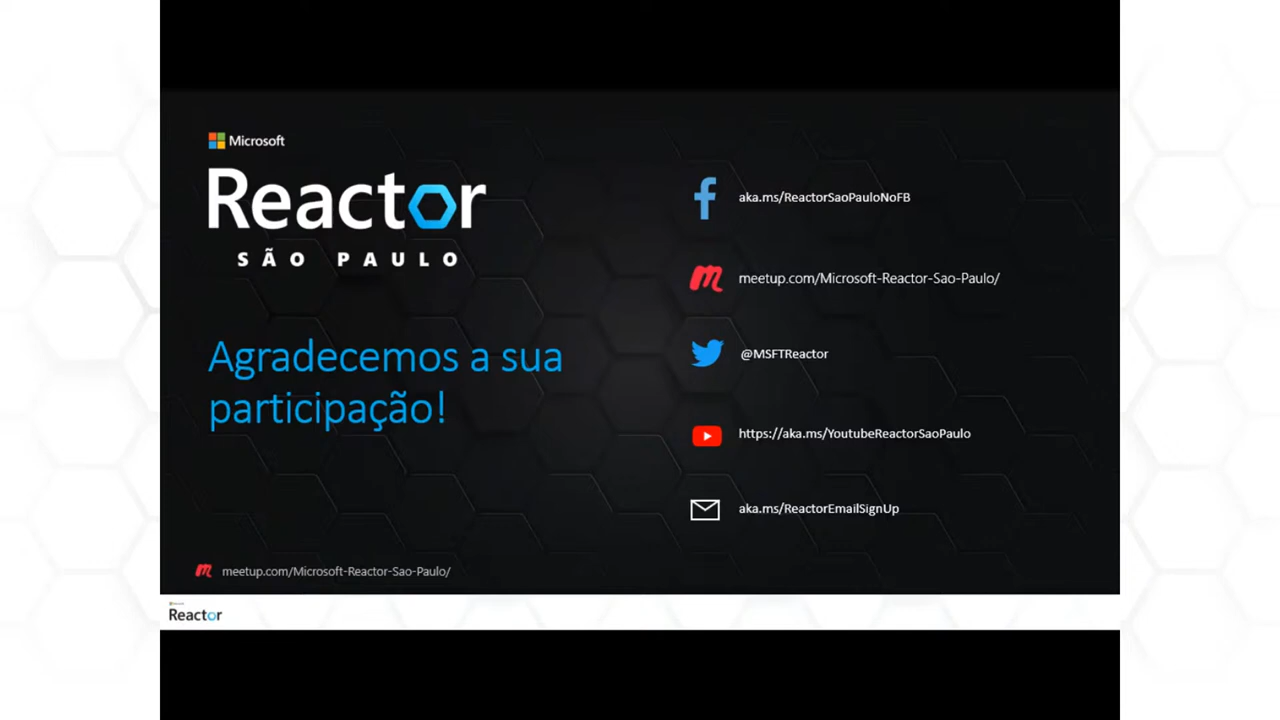 Microsoft
Reactor
SÃO PAULO
Agradecemos a sua
participação!
aka.ms/ReactorSaoPauloNoFB
meetup.com/Microsoft-Reactor-Sao-Paulo/
@MSFTReactor
https://aka.ms/YoutubeReactorSaoPaulo
aka.ms/ReactorEmailSignUp
meetup.com/Microsoft-Reactor-Sao-Paulo/
Reactor